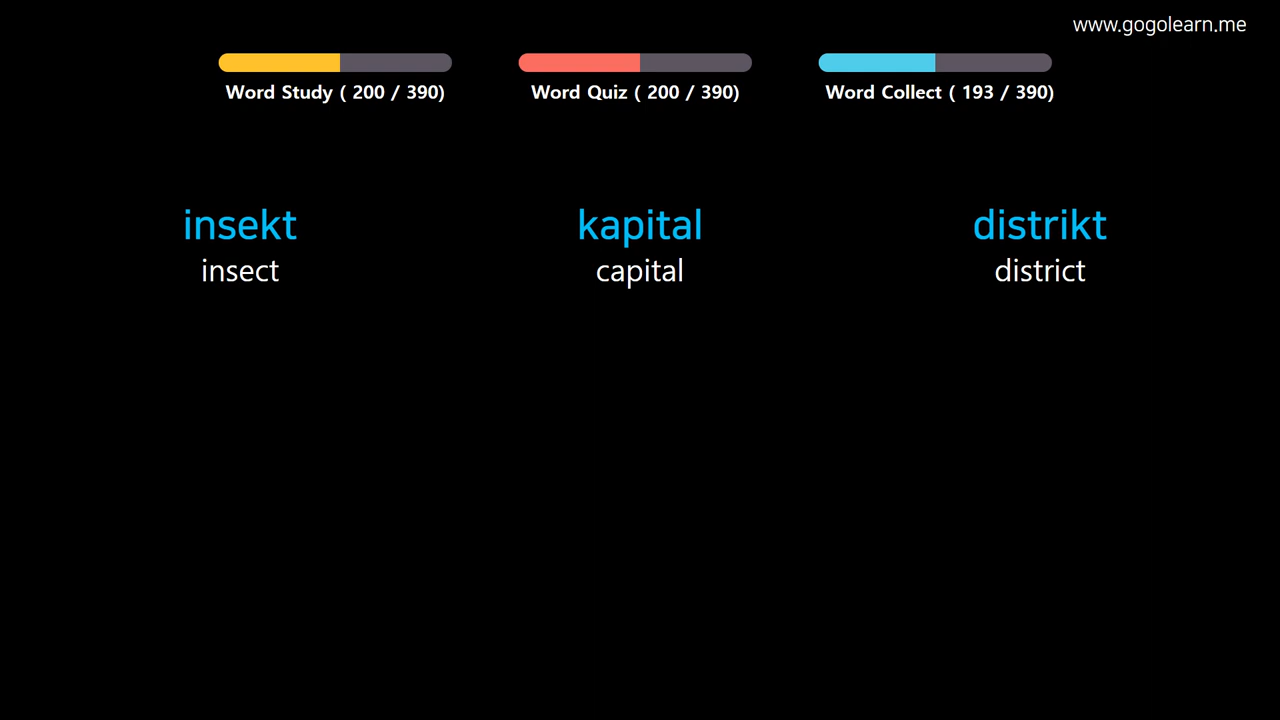 www.gogolearn.me
Word Study ( 200 / 390)
Word Quiz ( 200 / 390)
Word Collect ( 193 / 390)
insekt
insect
kapital
capital
distrikt
district